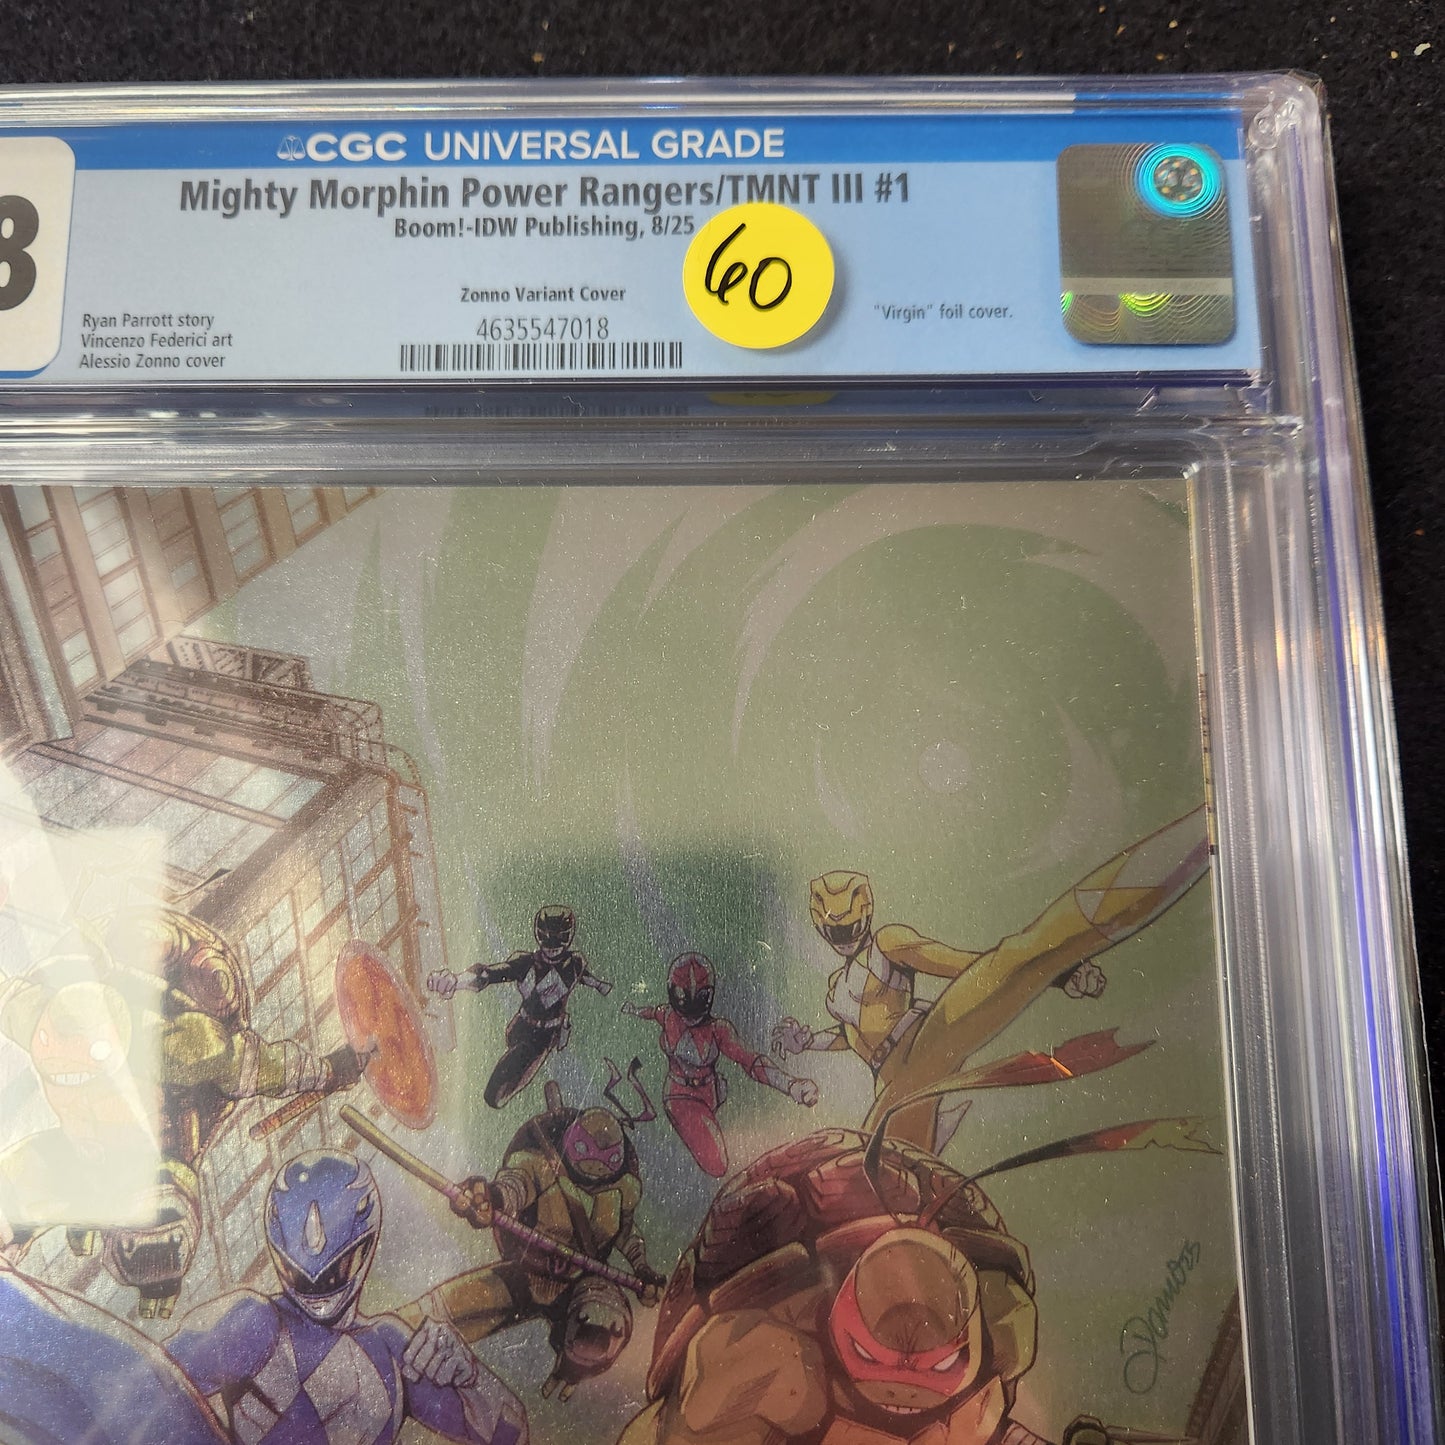 CGC UNIVERSAL GRADE
Mighty Morphin Power Rangers/TMNT III #1
Boom!-IDW Publishing, 8/25
8
60
Zonno Variant Cover
"Virgin" foil cover.
Ryan Parrott story
Vincenzo Federici art
Alessio Zonno cover
4635547018